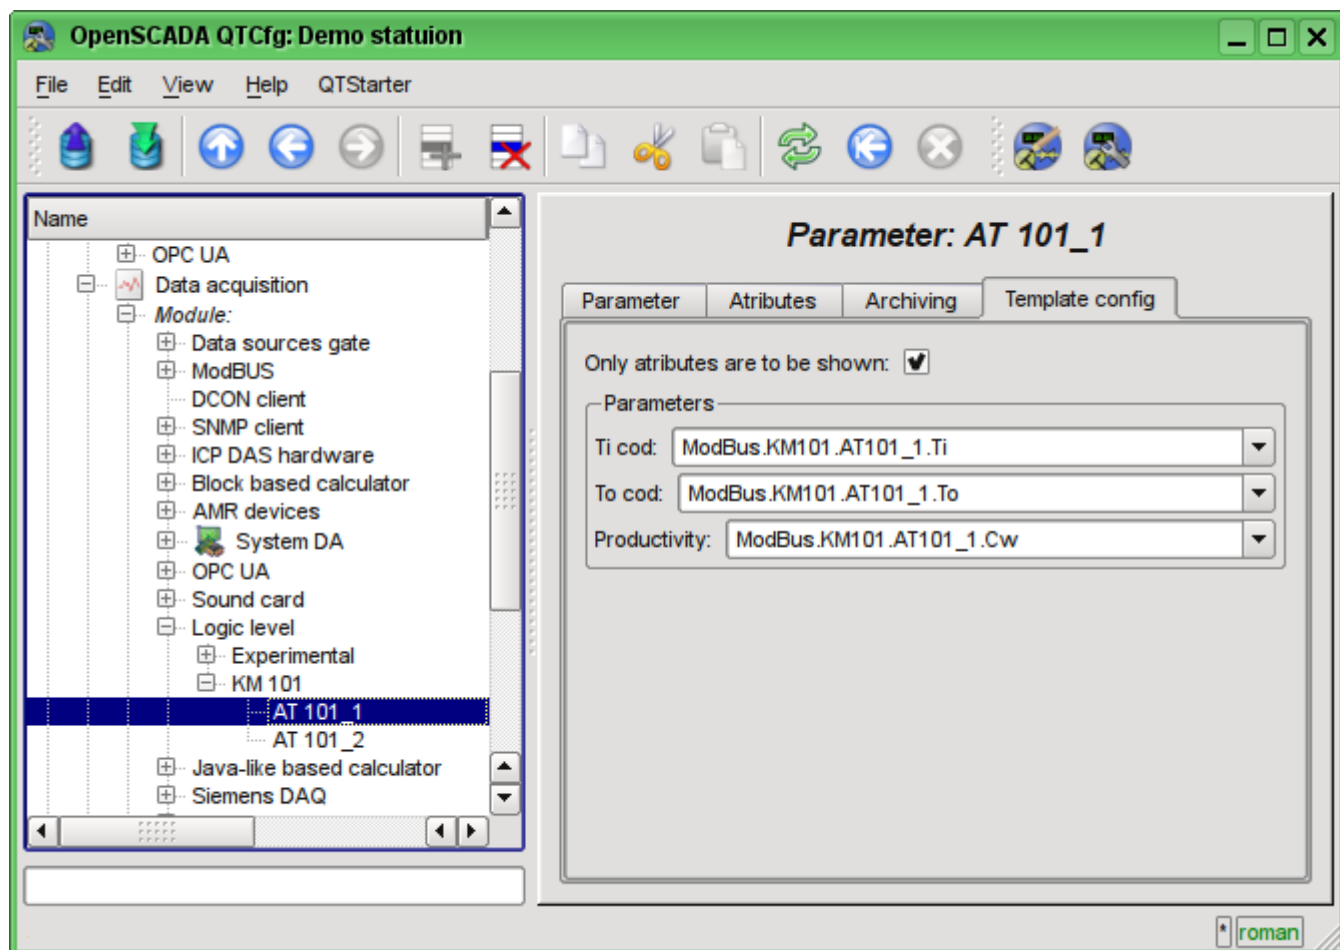 OpenSCADA QTCfg: Demo statuion
File Edit View Help QTStarter
Name
OPC UA
Data acquisition
Module:
Data sources gate
ModBUS
DCON client
SNMP client
ICP DAS hardware
Block based calculator
AMR devices
System DA
OPC UA
Sound card
Logic level
Experimental
KM 101
AT 101_1
AT 101_2
Java-like based calculator
Siemens DAQ
Parameter: AT 101_1
Parameter Atributes Archiving Template config
Only atributes are to be shown:
Parameters
Ti cod: ModBus.KM101.AT101_1.Ti
To cod: ModBus.KM101.AT101_1.To
Productivity: ModBus.KM101.AT101_1.Cw
* roman